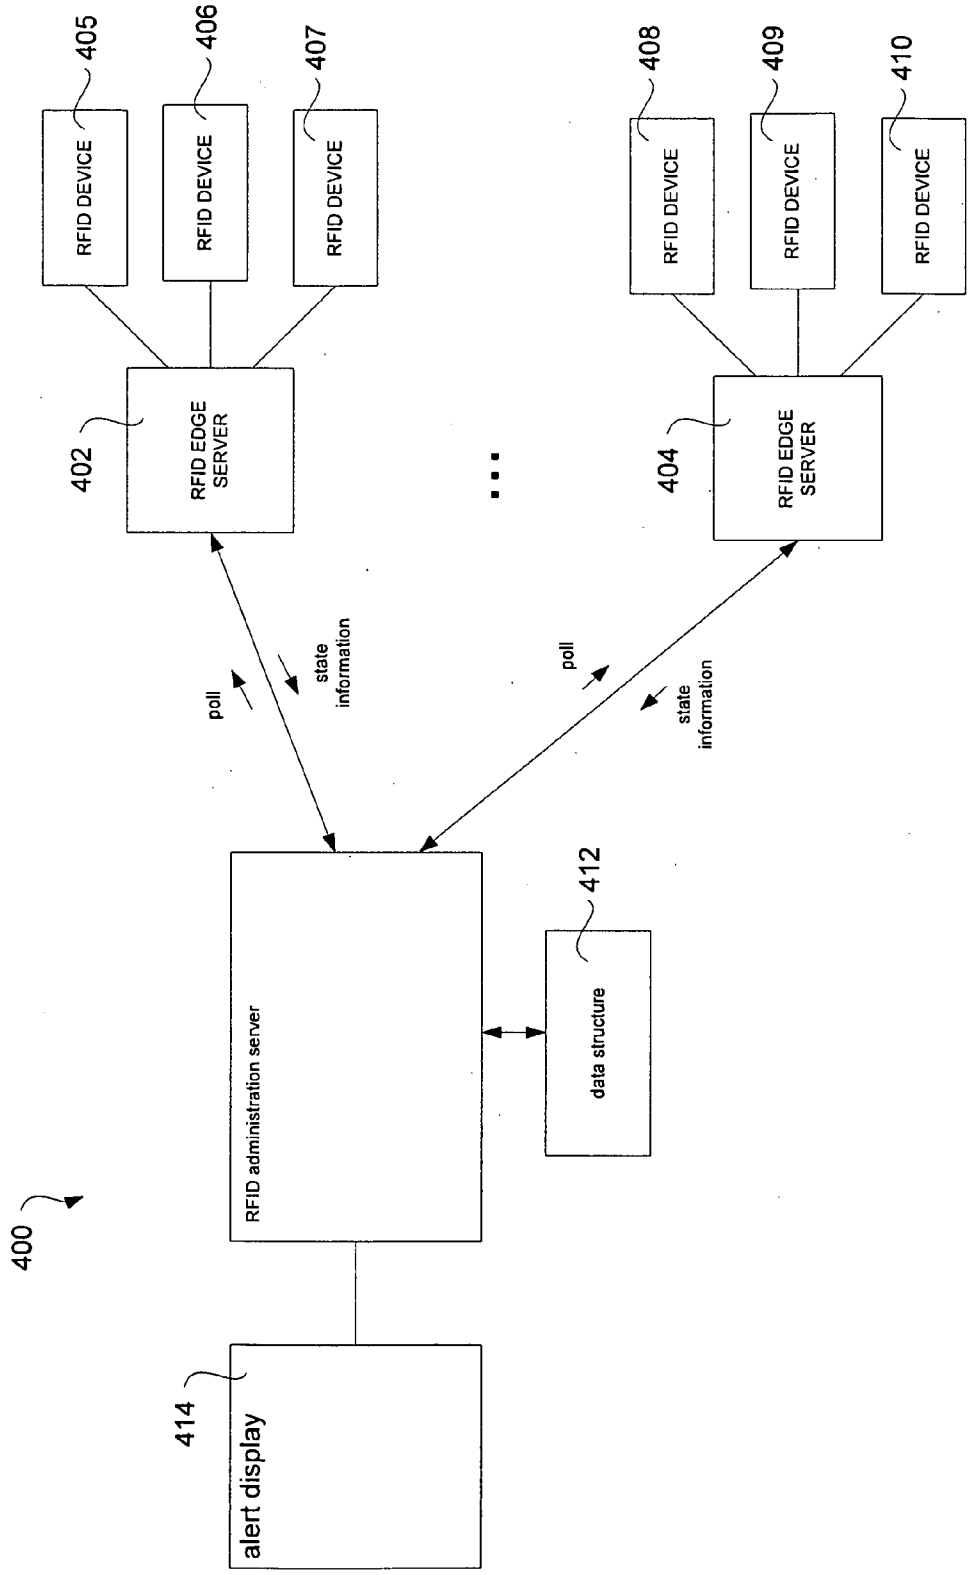 400
414
alert display
RFID administration server
412
data structure
poll
state
information
poll
state
information
402
RFID EDGE
SERVER
...
404
RFID EDGE
SERVER
405
RFID DEVICE
406
RFID DEVICE
407
RFID DEVICE
408
RFID DEVICE
409
RFID DEVICE
410
RFID DEVICE